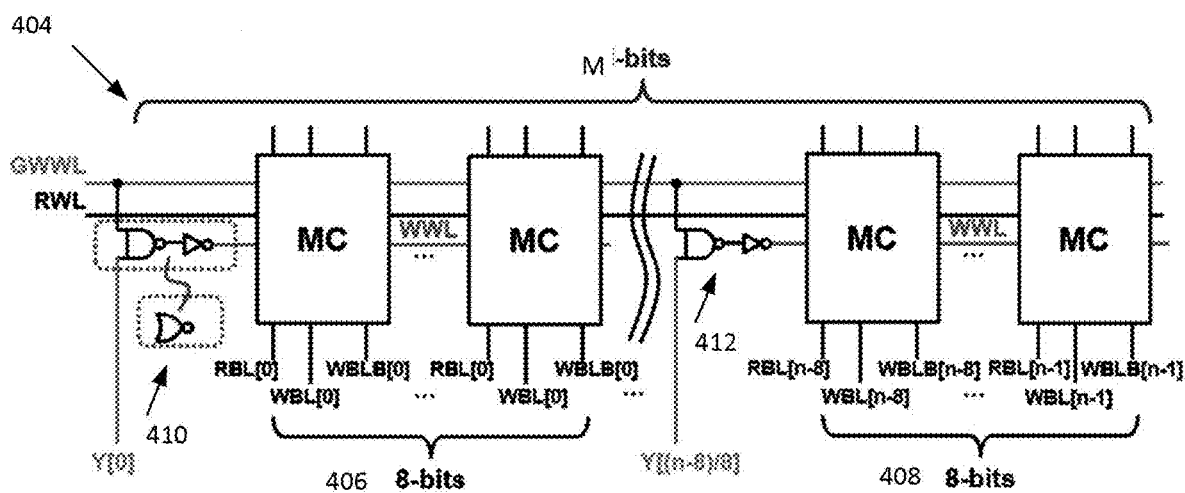 404
M -bits
GWWL
RWL
MC
WWL
...
MC
MC
WWL
...
MC
412
RBL[0]
WBLB[0]
RBL[0]
WBLB[0]
RBL[n-8]
WBLB[n-8]
RBL[n-1]
WBLB[n-1]
WBL[0]
...
WBL[0]
...
WBL[n-8]
...
WBL[n-1]
410
Y[0]
406 8-bits
Y[(n-8)/8]
408 8-bits